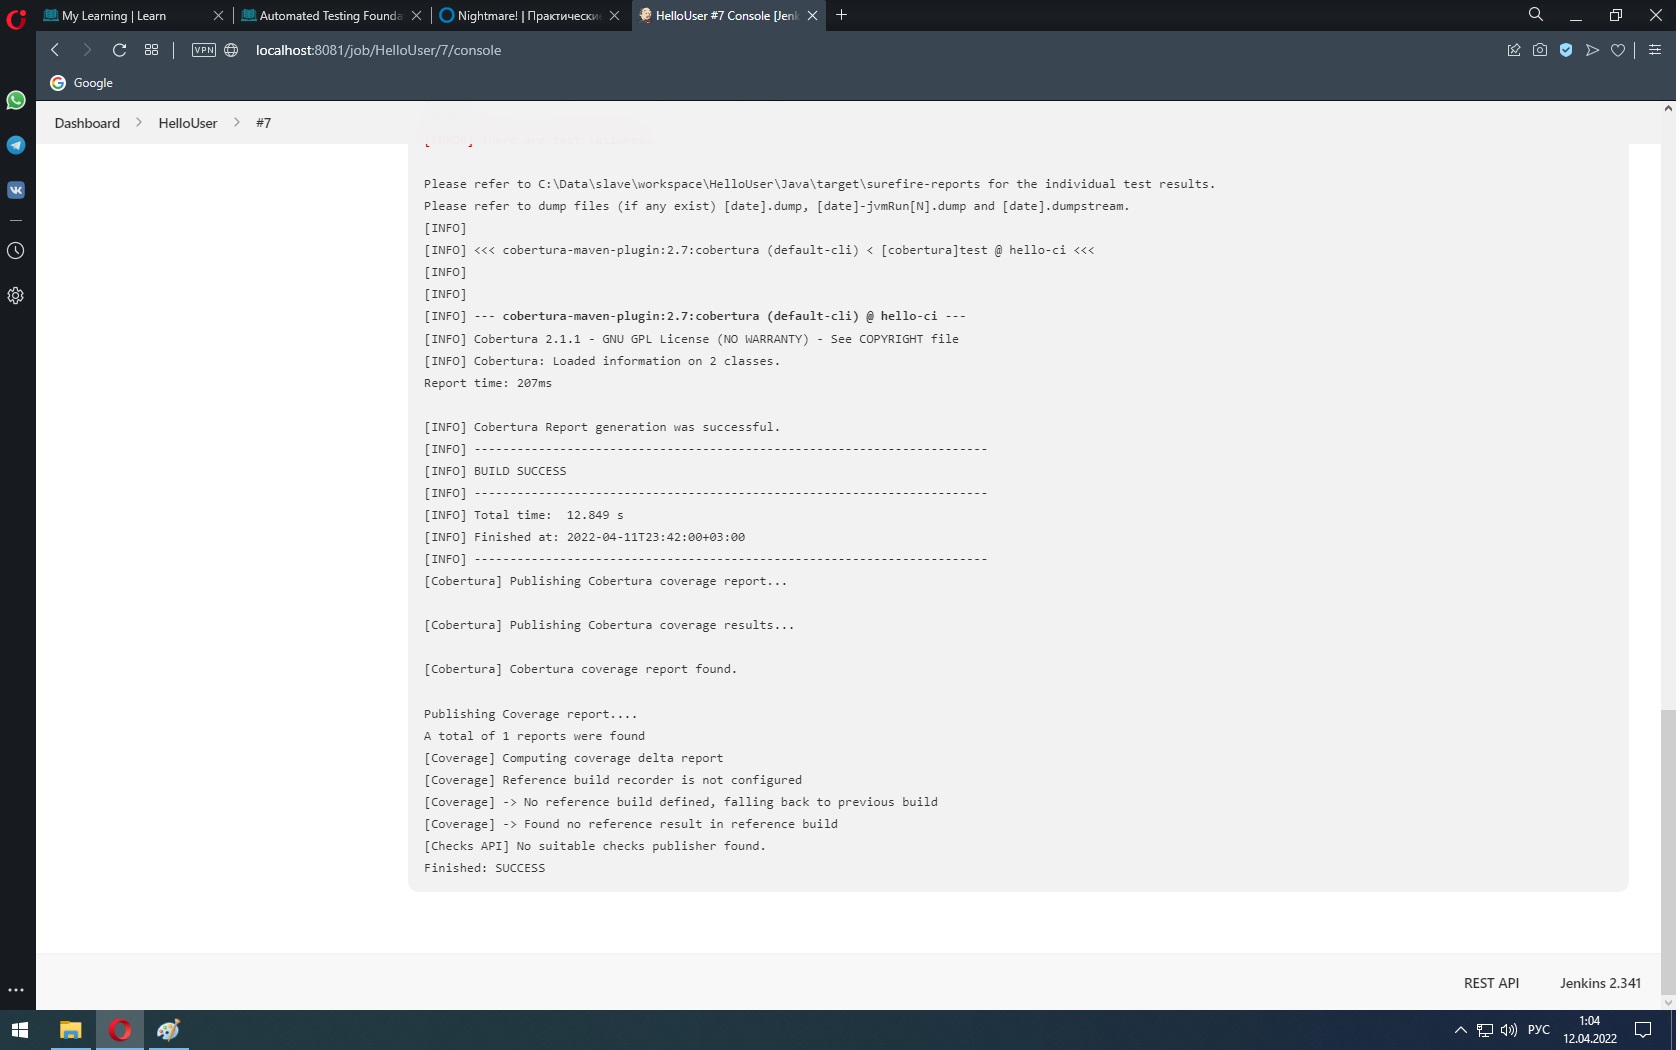 My Learning | Learn
Automated Testing Founda
Nightmare! | Практически
HelloUser #7 Console [Jenk
VPN
localhost:8081/job/HelloUser/7/console
Google
Dashboard
HelloUser
#7
Please refer to C:\Data\slave\workspace\HelloUser\Java\target\surefire-reports for the individual test results.
Please refer to dump files (if any exist) [date].dump, [date]-jvmRun[N].dump and [date].dumpstream.
[INFO]
[INFO] <<< cobertura-maven-plugin:2.7:cobertura (default-cli) < [cobertura]test @ hello-ci <<<
[INFO]
[INFO]
[INFO] --- cobertura-maven-plugin:2.7:cobertura (default-cli) @ hello-ci ---
[INFO] Cobertura 2.1.1 - GNU GPL License (NO WARRANTY) - See COPYRIGHT file
[INFO] Cobertura: Loaded information on 2 classes.
Report time: 207ms
[INFO] Cobertura Report generation was successful.
[INFO] ------------------------------------------------------------------------
[INFO] BUILD SUCCESS
[INFO] ------------------------------------------------------------------------
[INFO] Total time:  12.849 s
[INFO] Finished at: 2022-04-11T23:42:00+03:00
[INFO] ------------------------------------------------------------------------
[Cobertura] Publishing Cobertura coverage report...
[Cobertura] Publishing Cobertura coverage results...
[Cobertura] Cobertura coverage report found.
Publishing Coverage report....
A total of 1 reports were found
[Coverage] Computing coverage delta report
[Coverage] Reference build recorder is not configured
[Coverage] -> No reference build defined, falling back to previous build
[Coverage] -> Found no reference result in reference build
[Checks API] No suitable checks publisher found.
Finished: SUCCESS
REST API
Jenkins 2.341
РУС
1:04
12.04.2022